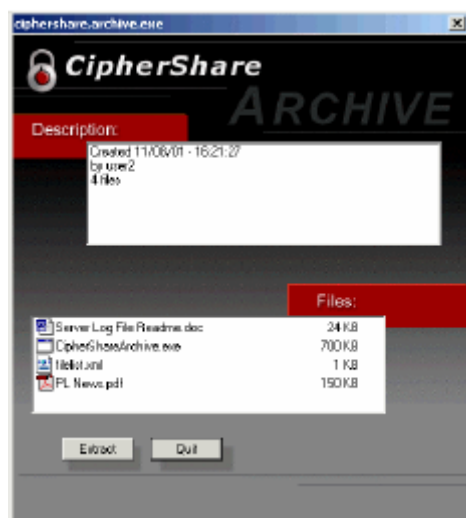 ciphershare.archive.exe
CipherShare
ARCHIVE
Description:
Created 11/06/01 - 16:21:27
by user2
4 files
Files:
Server Log File Readme.doc 24 KB
CipherShareArchive.exe 700 KB
filelist.xml 1 KB
PL News.pdf 150 KB
Extract Quit